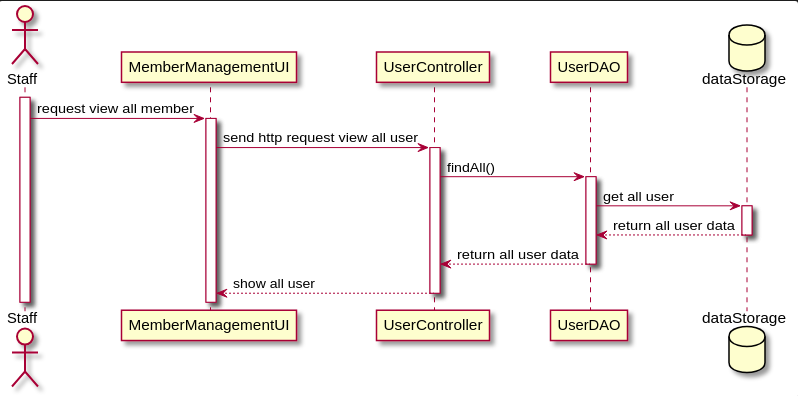 Staff
MemberManagementUI
UserController
UserDAO
dataStorage
request view all member
send http request view all user
findAll()
get all user
return all user data
return all user data
show all user
Staff
MemberManagementUI
UserController
UserDAO
dataStorage